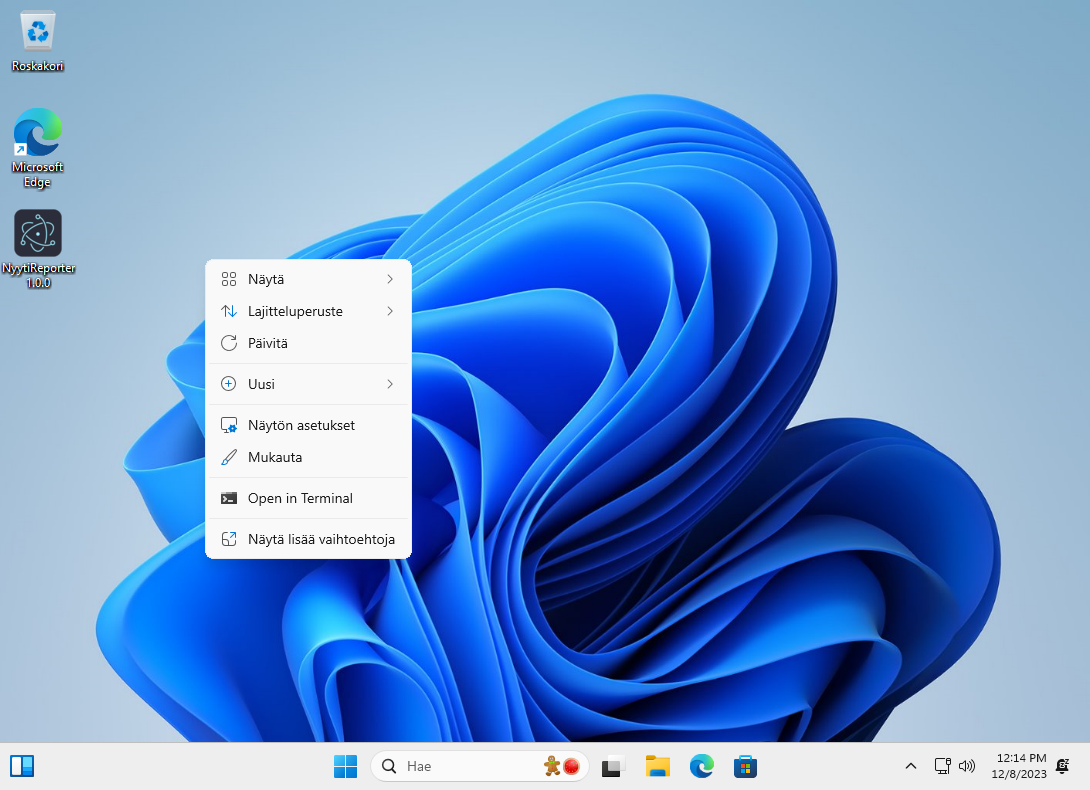 Roskakori
Microsoft
Edge
NyytiReporter
1.0.0
Näytä
Lajitteluperuste
Päivitä
Uusi
Näytön asetukset
Mukauta
Open in Terminal
Näytä lisää vaihtoehtoja
Hae
12:14 PM
12/8/2023